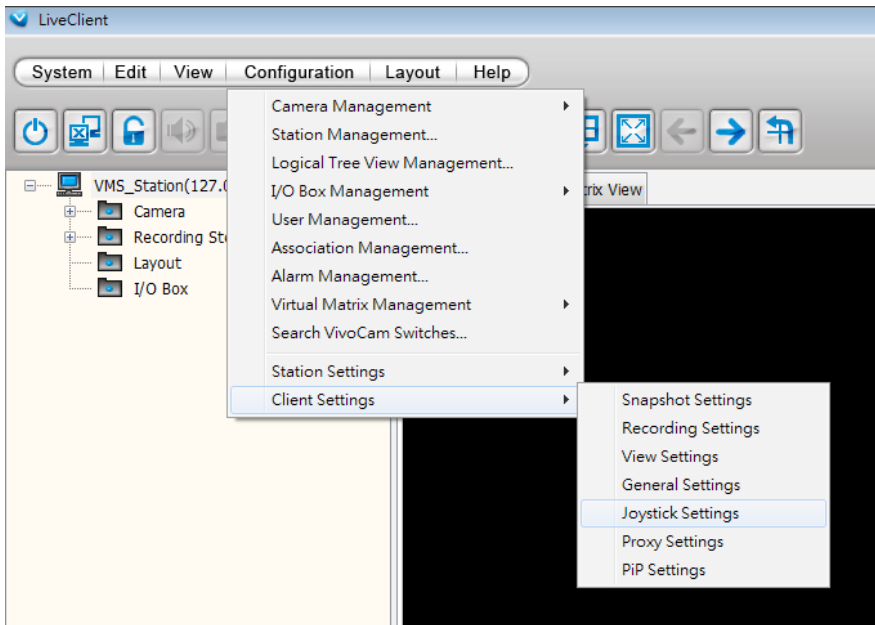 LiveClient
System Edit View Configuration Layout Help
Camera Management
Station Management...
Logical Tree View Management...
I/O Box Management
User Management...
Association Management...
Alarm Management...
Virtual Matrix Management
Search VivoCam Switches...
Station Settings
Client Settings
Snapshot Settings
Recording Settings
View Settings
General Settings
Joystick Settings
Proxy Settings
PiP Settings
VMS_Station(127.0
Camera
Recording Sto
Layout
I/O Box
trix View